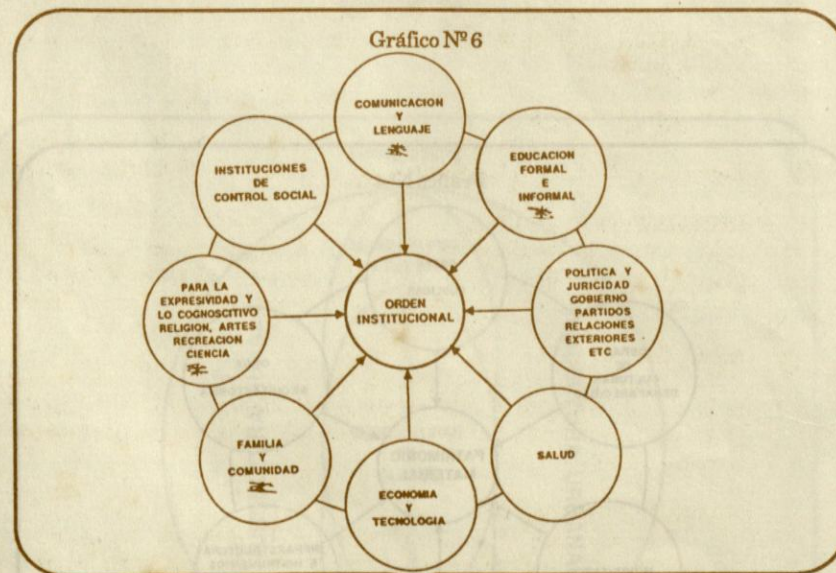 Gráfico Nº 6
COMUNICACION
Y
LENGUAJE
EDUCACION
FORMAL
E
INFORMAL
POLITICA Y
JURICIDAD
GOBIERNO
PARTIDOS
RELACIONES
EXTERIORES
ETC
SALUD
ECONOMIA
Y
TECNOLOGIA
FAMILIA
Y
COMUNIDAD
PARA LA
EXPRESIVIDAD Y
LO COGNOSCITIVO
RELIGION, ARTES
RECREACION
CIENCIA
INSTITUCIONES
DE
CONTROL SOCIAL
ORDEN
INSTITUCIONAL